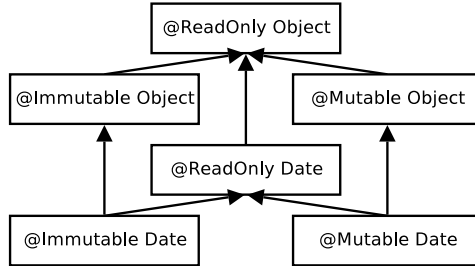 @ReadOnly Object
@Immutable Object
@Mutable Object
@ReadOnly Date
@Immutable Date
@Mutable Date